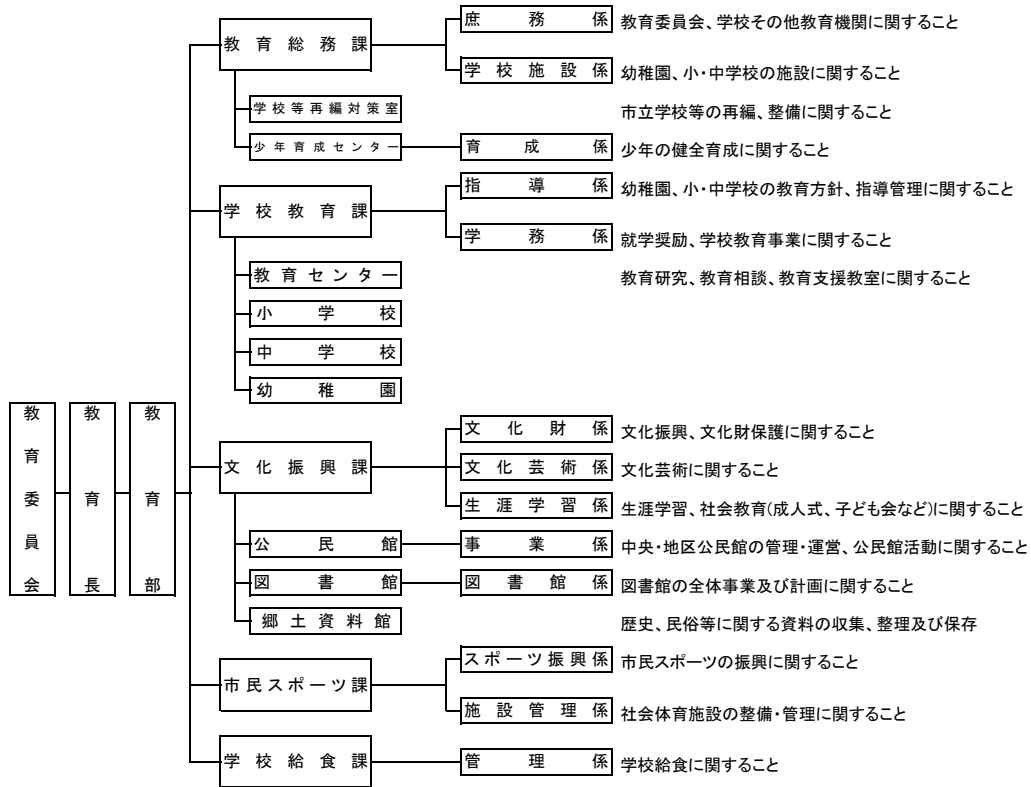 教育委員会
教育長
教育部
教育総務課
庶務係 教育委員会、学校その他教育機関に関すること
学校施設係 幼稚園、小・中学校の施設に関すること
学校等再編対策室 市立学校等の再編、整備に関すること
少年育成センター 育成係 少年の健全育成に関すること
学校教育課
指導係 幼稚園、小・中学校の教育方針、指導管理に関すること
学務係 就学奨励、学校教育事業に関すること
教育センター 教育研究、教育相談、教育支援教室に関すること
小学校
中学校
幼稚園
文化振興課
文化財係 文化振興、文化財保護に関すること
文化芸術係 文化芸術に関すること
生涯学習係 生涯学習、社会教育(成人式、子ども会など)に関すること
公民館 事業係 中央・地区公民館の管理・運営、公民館活動に関すること
図書館 図書館係 図書館の全体事業及び計画に関すること
郷土資料館 歴史、民俗等に関する資料の収集、整理及び保存
市民スポーツ課
スポーツ振興係 市民スポーツの振興に関すること
施設管理係 社会体育施設の整備・管理に関すること
学校給食課 管理係 学校給食に関すること